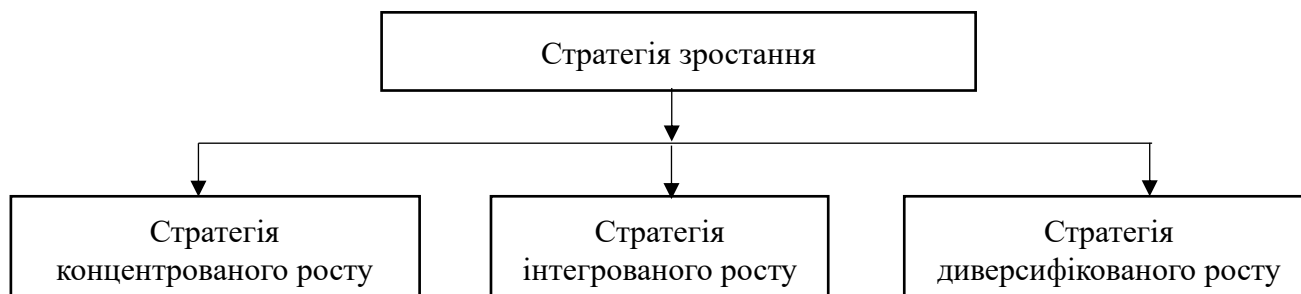 Стратегія зростання
Стратегія
концентрованого росту
Стратегія
інтегрованого росту
Стратегія
диверсифікованого росту